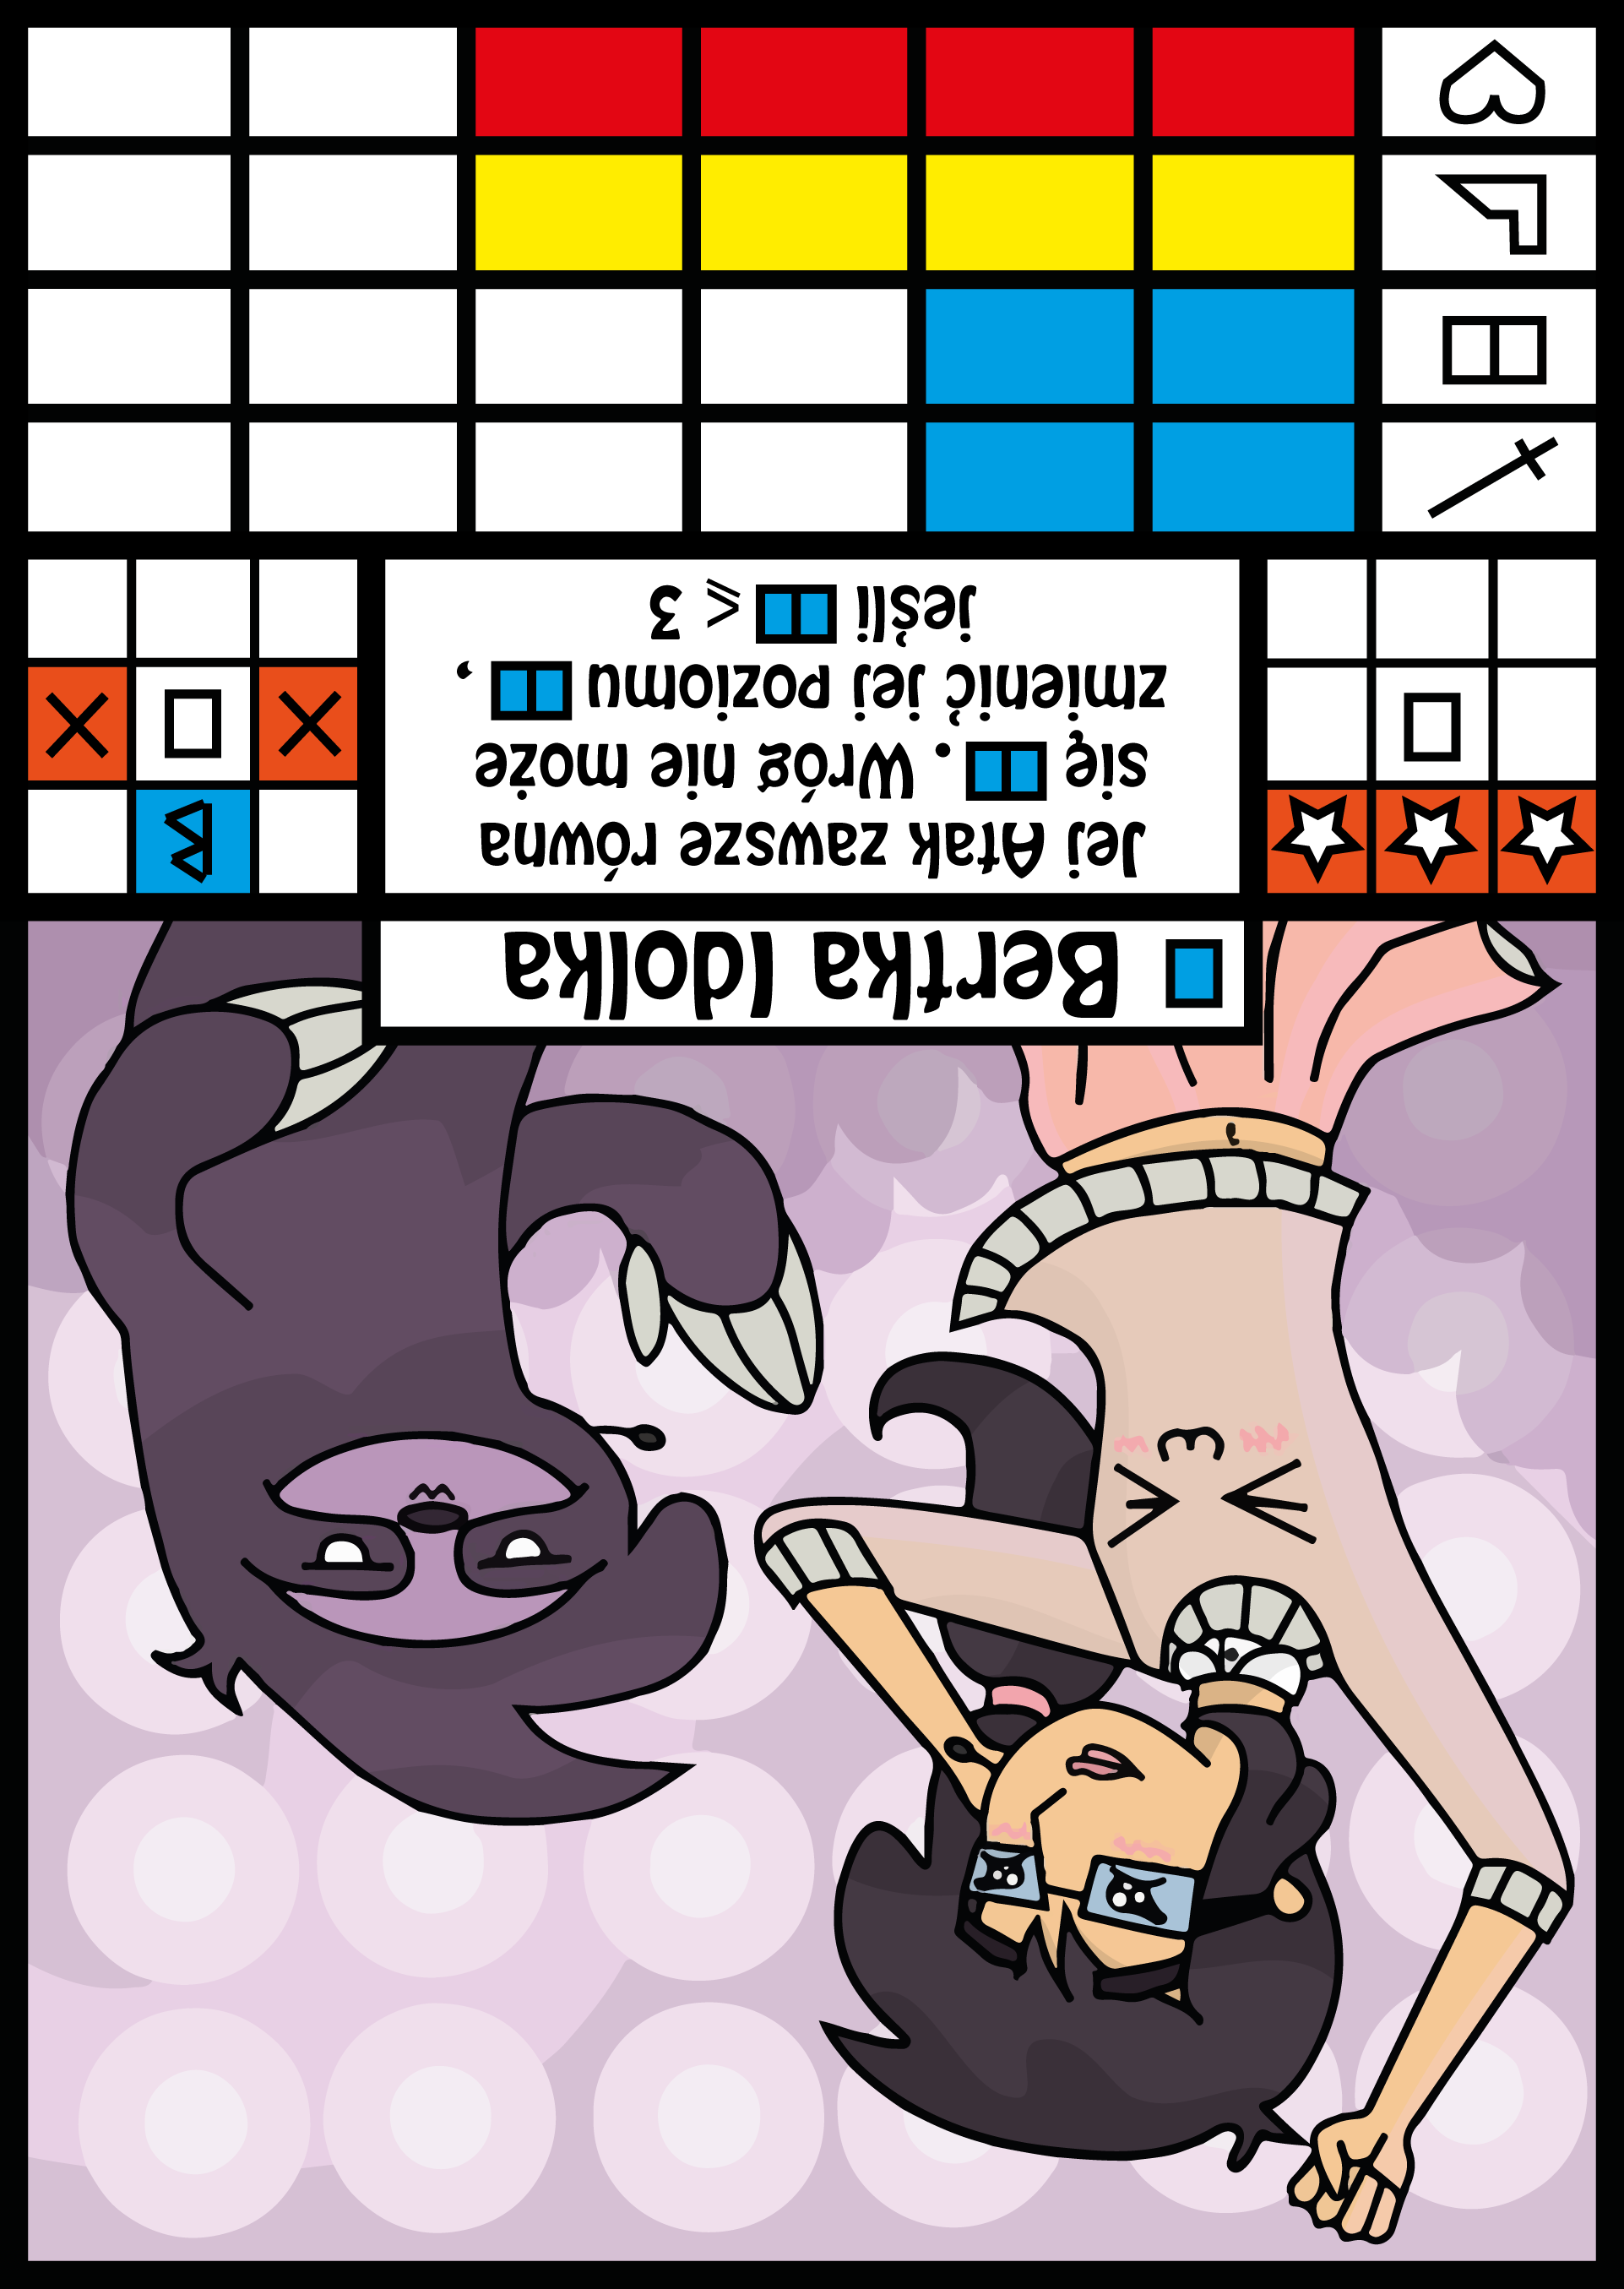 Bertka Idolka
Jej Atak zawsze równa
się . Wróg nie może
zmienić jej poziomu ,
jeśli ⩽ 3